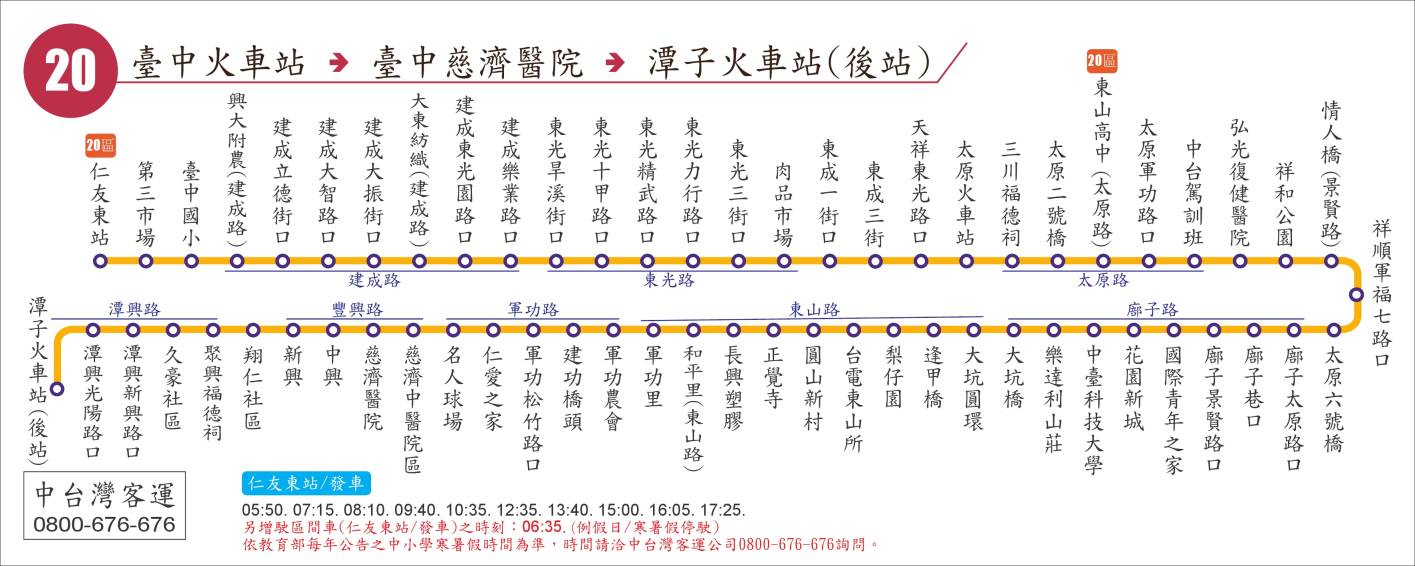 20
臺中火車站 ➔ 臺中慈濟醫院 ➔ 潭子火車站(後站)
20區
仁友東站
第三市場
臺中國小
興大附農(建成路)
建成立德街口
建成大智路口
建成大振街口
大東紡織(建成路)
建成東光園路口
建成樂業路口
東光旱溪街口
東光十甲路口
東光精武路口
東光力行路口
東光三街口
肉品市場
東成一街口
東成三街
天祥東光路口
太原火車站
三川福德祠
太原二號橋
20區
東山高中(太原路)
太原軍功路口
中台駕訓班
弘光復健醫院
祥和公園
情人橋(景賢路)
祥順軍福七路口
建成路
東光路
太原路
潭興路
豐興路
軍功路
東山路
廍子路
太原六號橋
廍子太原路口
廍子巷口
廍子景賢路口
國際青年之家
花園新城
中臺科技大學
樂達利山莊
大坑橋
大坑圓環
逢甲橋
梨仔園
台電東山所
圓山新村
正覺寺
長興塑膠
和平里(東山路)
軍功里
軍功農會
建功橋頭
軍功松竹路口
仁愛之家
名人球場
慈濟中醫院區
慈濟醫院
中興
新興
翔仁社區
聚興福德祠
久豪社區
潭興新興路口
潭興光陽路口
潭子火車站(後站)
中台灣客運
0800-676-676
仁友東站/發車
05:50. 07:15. 08:10. 09:40. 10:35. 12:35. 13:40. 15:00. 16:05. 17:25.
另增駛區間車(仁友東站/發車)之時刻：06:35. (例假日/寒暑假停駛)
依教育部每年公告之中小學寒暑假時間為準，時間請洽中台灣客運公司0800-676-676詢問。